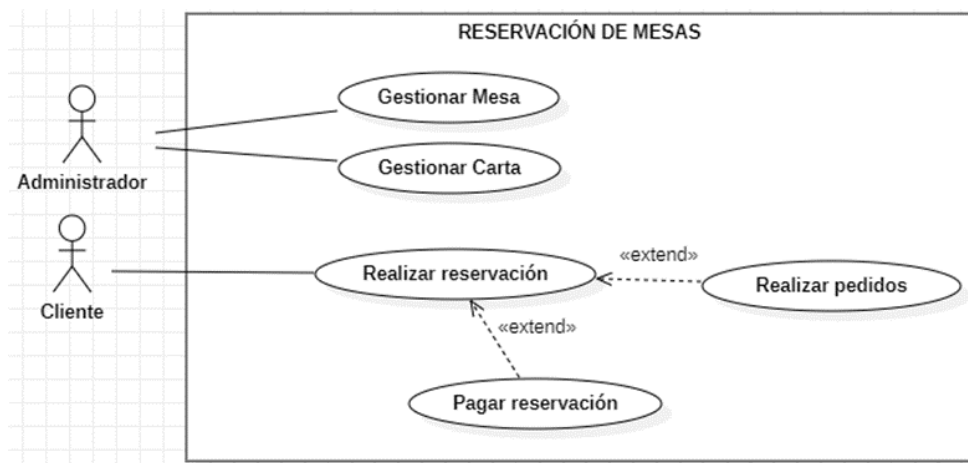 RESERVACIÓN DE MESAS
Gestionar Mesa
Gestionar Carta
Administrador
Realizar reservación
«extend»
Realizar pedidos
Cliente
«extend»
Pagar reservación